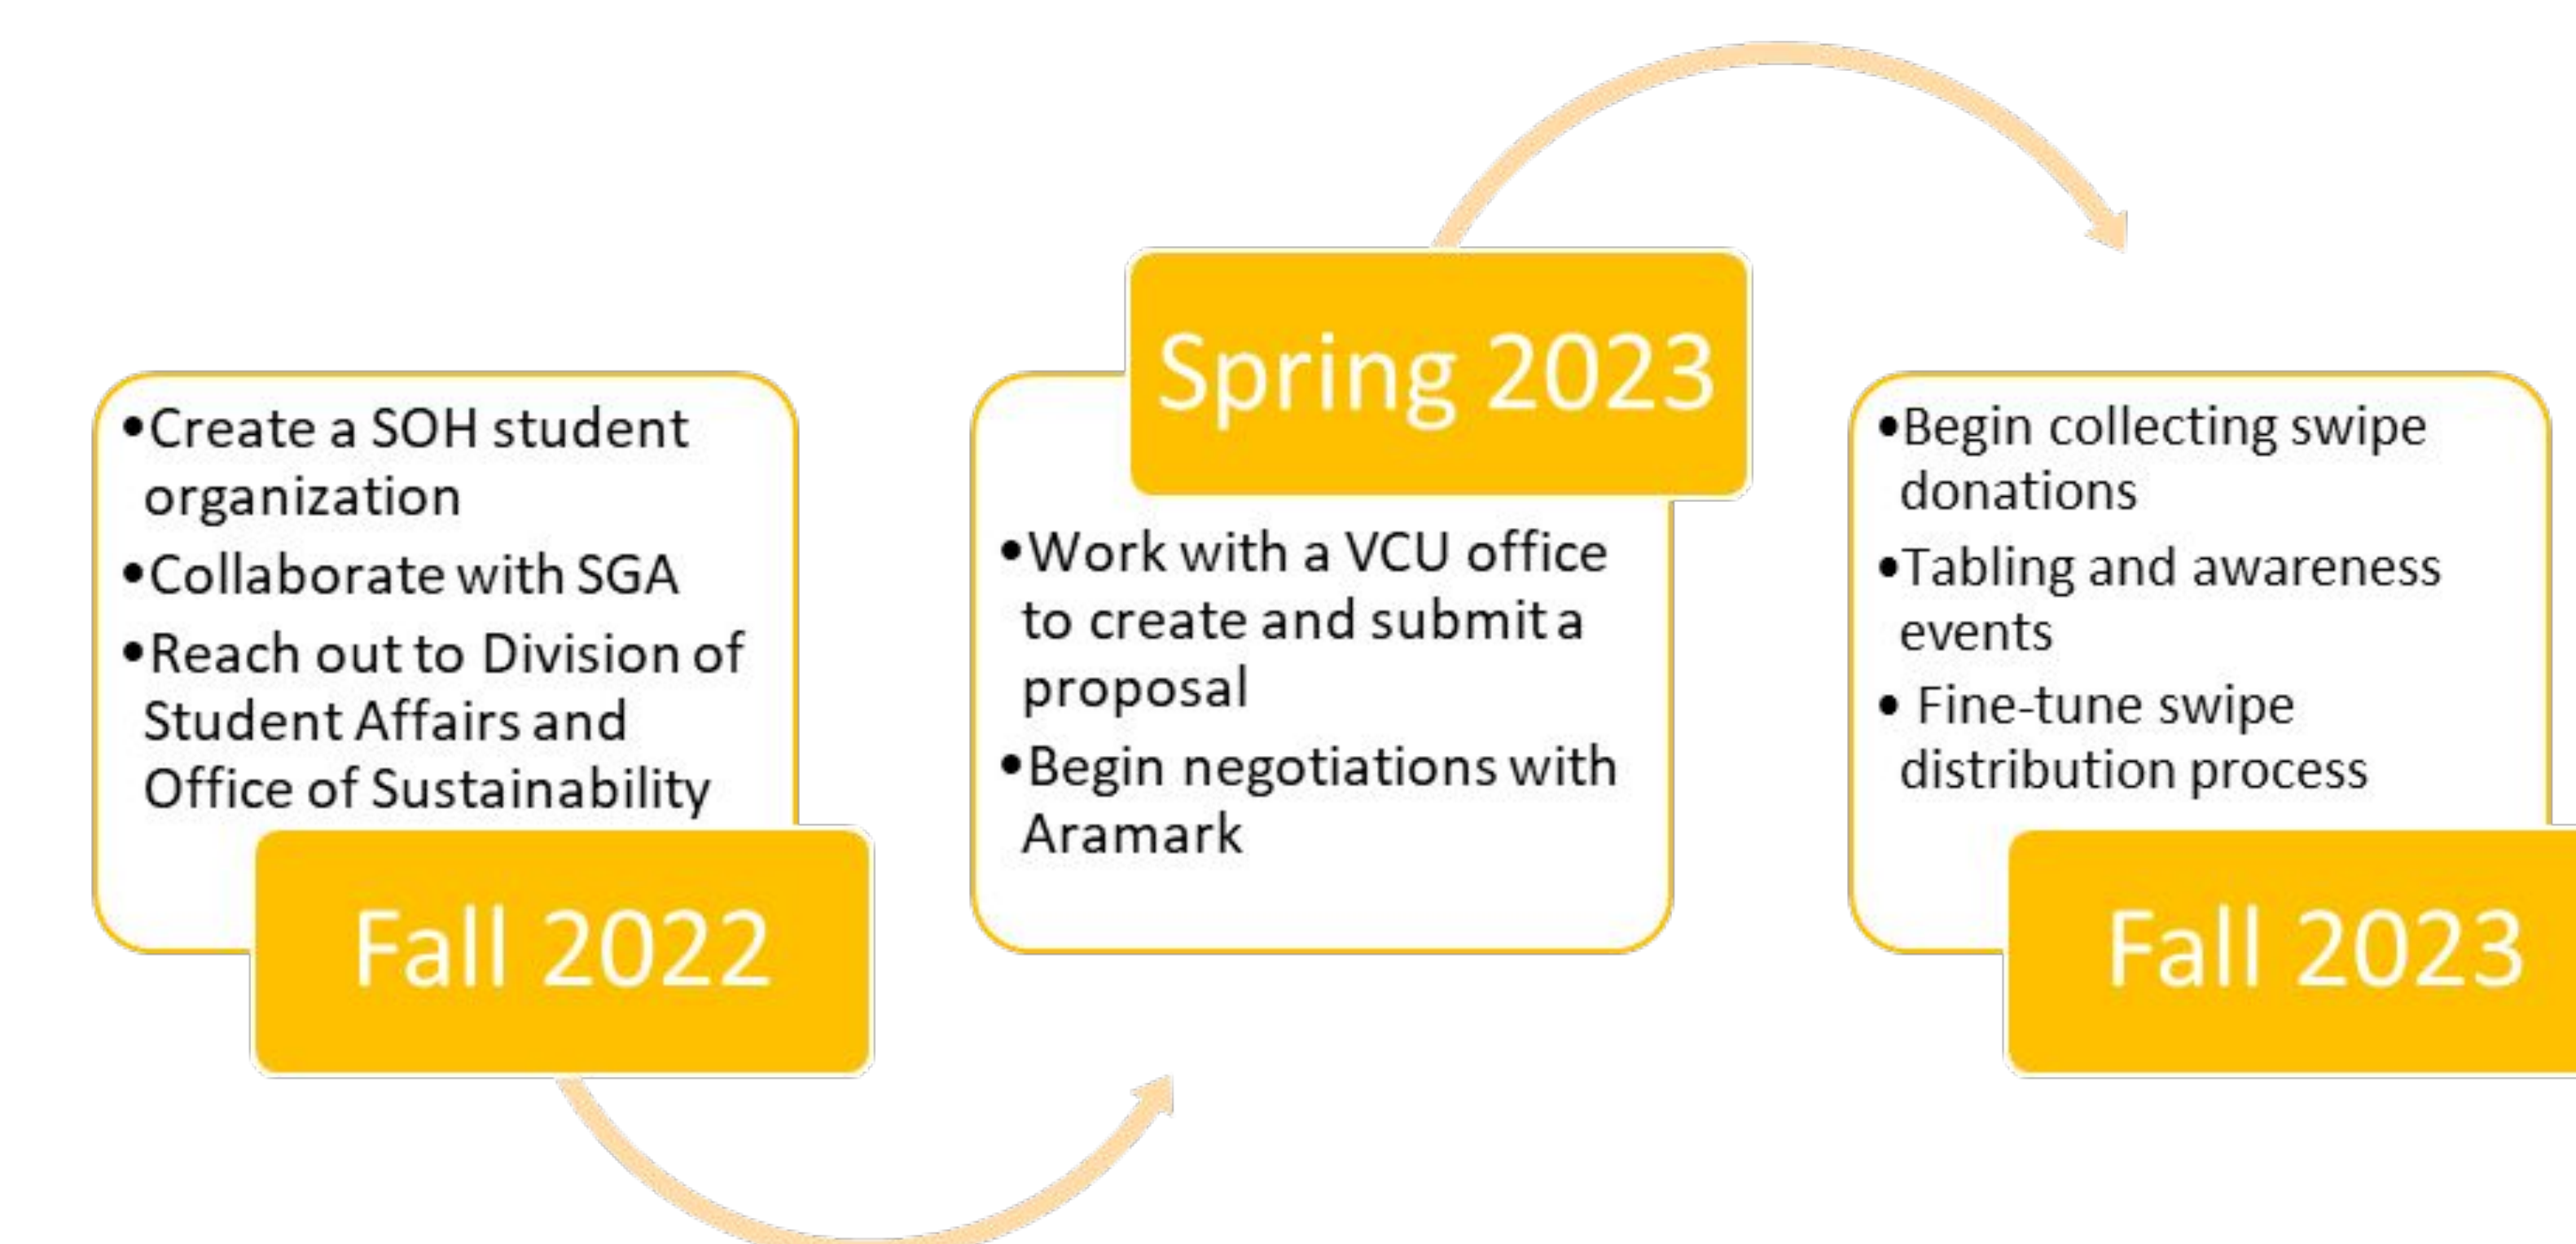 •Create a SOH student
organization
•Collaborate with SGA
•Reach out to Division of
Student Affairs and
Office of Sustainability
Fall 2022
Spring 2023
•Work with a VCU office
to create and submit a
proposal
•Begin negotiations with
Aramark
•Begin collecting swipe
donations
•Tabling and awareness
events
• Fine-tune swipe
distribution process
Fall 2023